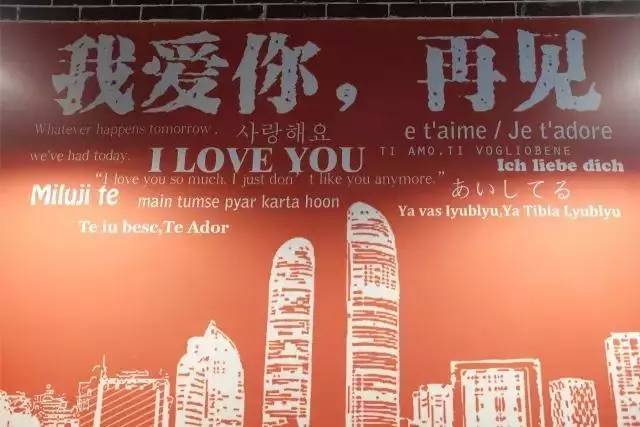 我爱你，再见
Whatever happens tomorrow,
사랑해요
e t'aime / Je t'adore
we've had today.
I LOVE YOU
TI AMO.TI VOGLIOBENE
Ich liebe dich
"I love you so much. I just don't like you anymore."
Miluji te
main tumse pyar karta hoon
あいしてる
Ya vas lyublyu,Ya Tibia Lyublyu
Te iu besc,Te Ador